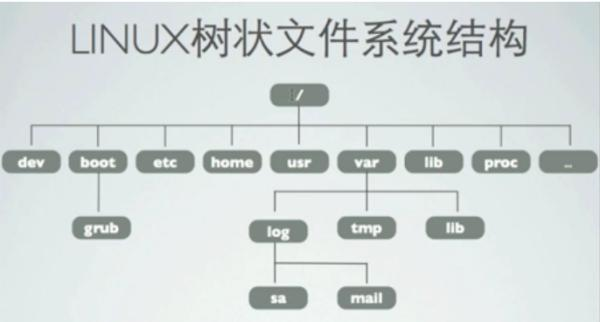 LINUX树状文件系统结构
/
dev boot etc home usr var lib proc ..
grub log tmp lib
sa mail